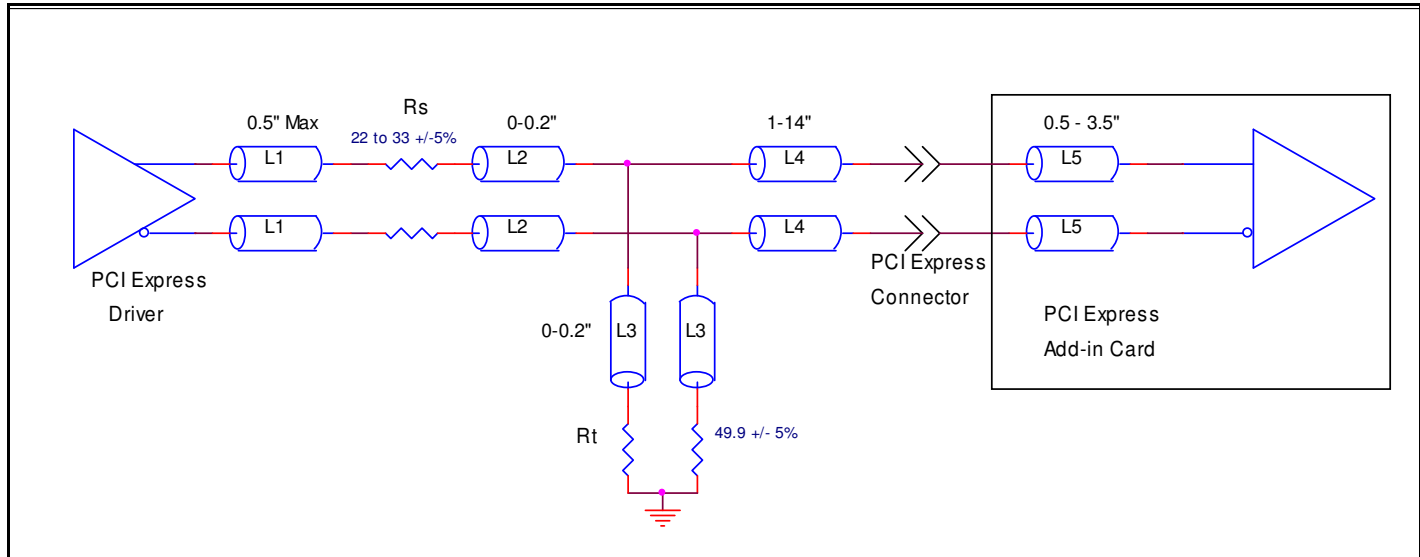 Rs
0.5" Max
22 to 33 +/-5%
0-0.2"
1-14"
0.5 - 3.5"
L1
L2
L4
L5
L1
L2
L4
L5
PCI Express
Driver
PCI Express
Connector
PCI Express
Add-in Card
0-0.2"
L3
L3
Rt
49.9 +/- 5%